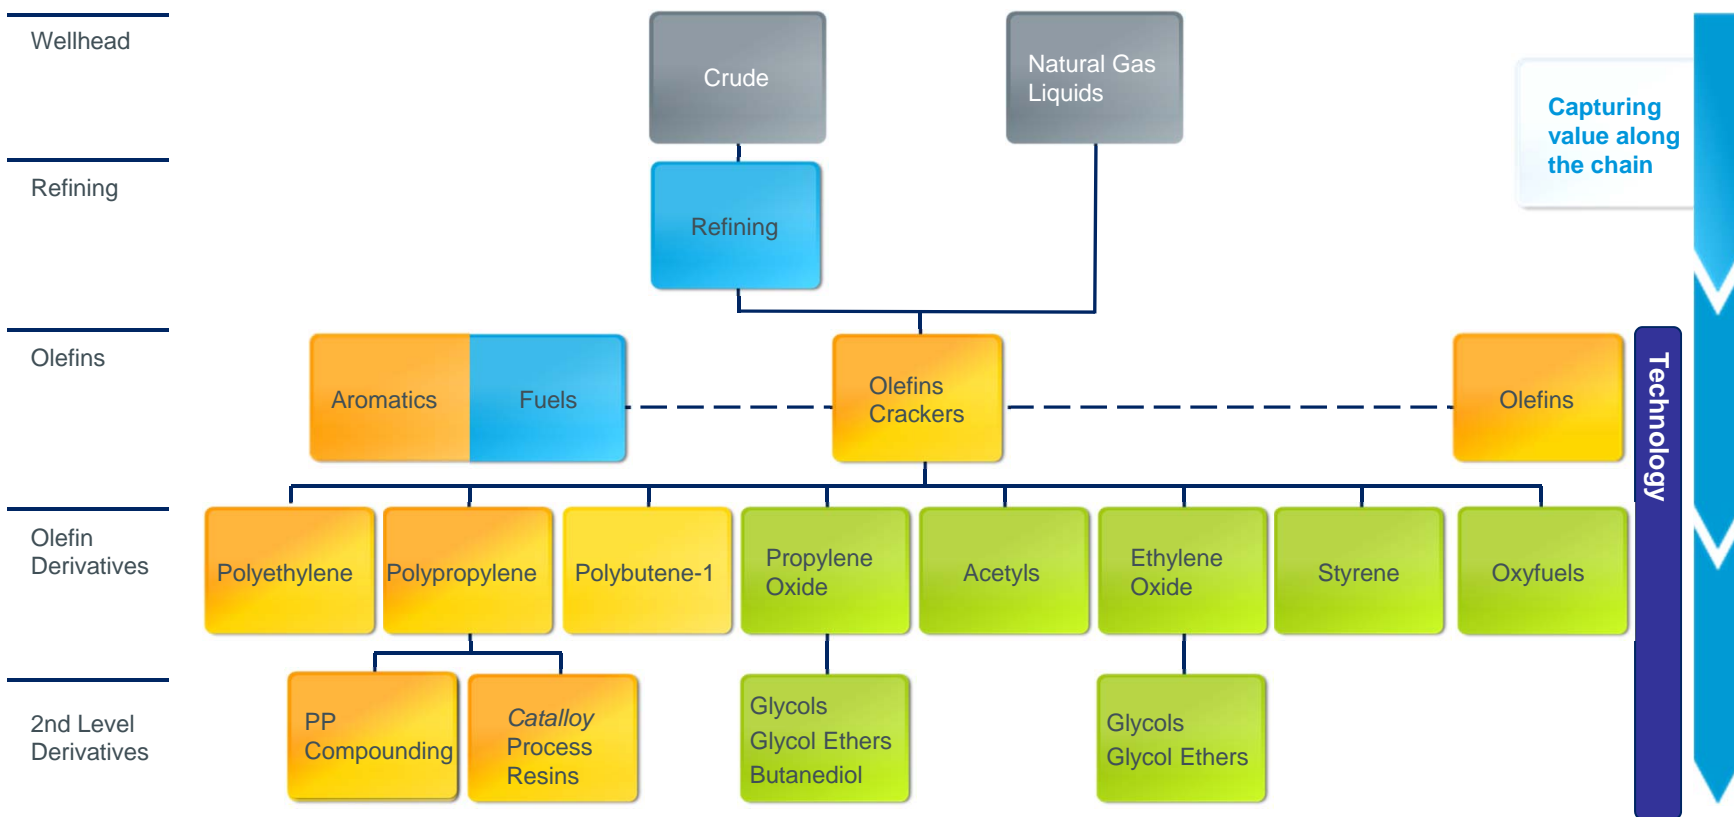 Wellhead
Crude
Natural Gas
Liquids
Capturing
value along
the chain
Refining
Refining
Olefins
Aromatics
Fuels
Olefins
Crackers
Olefins
Technology
Olefin
Derivatives
Polyethylene
Polypropylene
Polybutene-1
Propylene
Oxide
Acetyls
Ethylene
Oxide
Styrene
Oxyfuels
2nd Level
Derivatives
PP
Compounding
Catalloy
Process
Resins
Glycols
Glycol Ethers
Butanediol
Glycols
Glycol Ethers